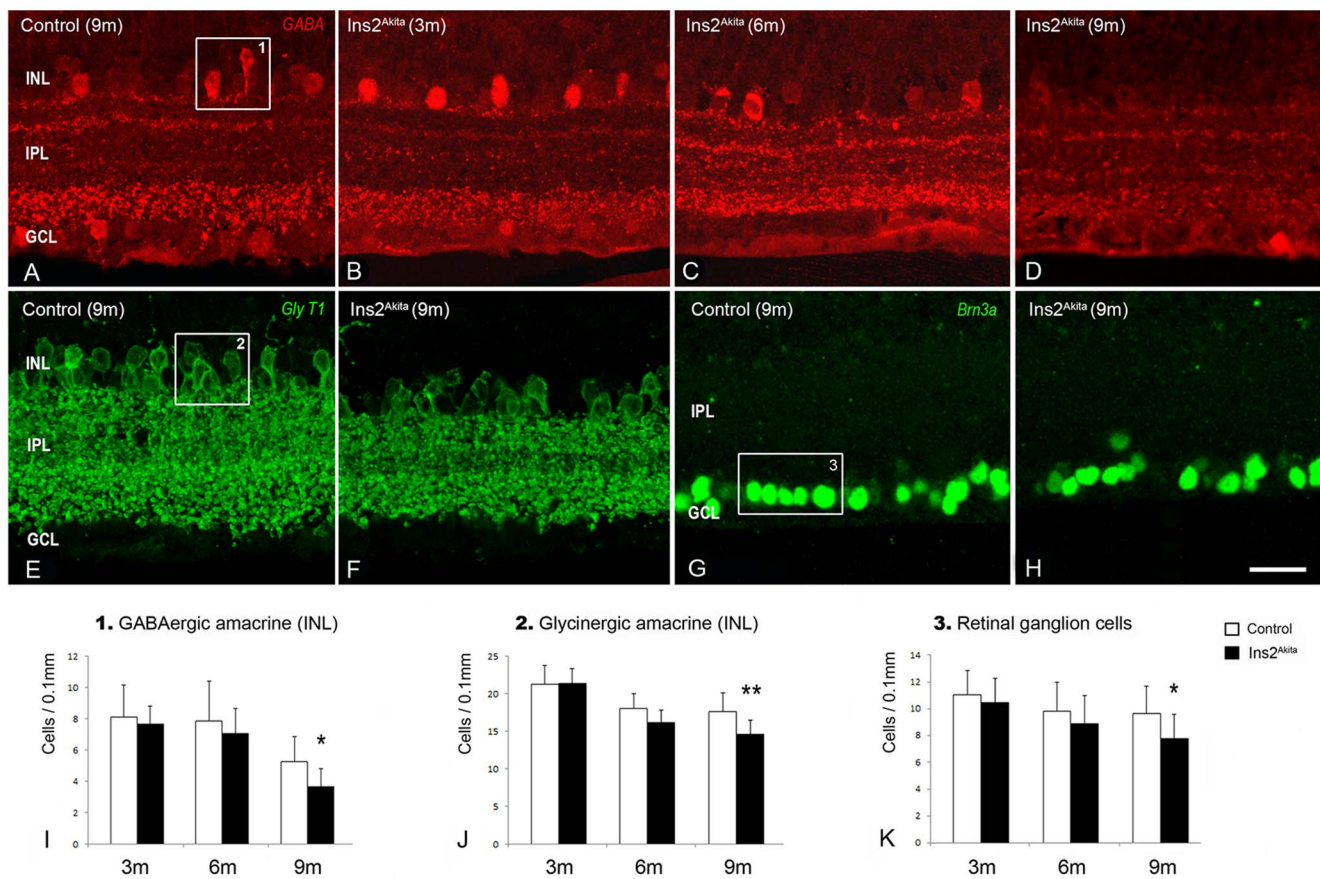 Control (9m) GABA
1
INL
IPL
GCL
A
Ins2Akita (3m)
B
Ins2Akita (6m)
C
Ins2Akita (9m)
D
Control (9m) Gly T1
2
INL
IPL
GCL
E
Ins2Akita (9m)
F
Control (9m) Brn3a
IPL
3
GCL
G
Ins2Akita (9m)
H
1. GABAergic amacrine (INL)
Cells / 0.1mm
12
10
8
6
4
2
0
*
I
3m 6m 9m
2. Glycinergic amacrine (INL)
Cells / 0.1mm
25
20
15
10
5
0
**
J
3m 6m 9m
3. Retinal ganglion cells
Cells / 0.1mm
14
12
10
8
6
4
2
0
*
K
3m 6m 9m
Control
Ins2Akita